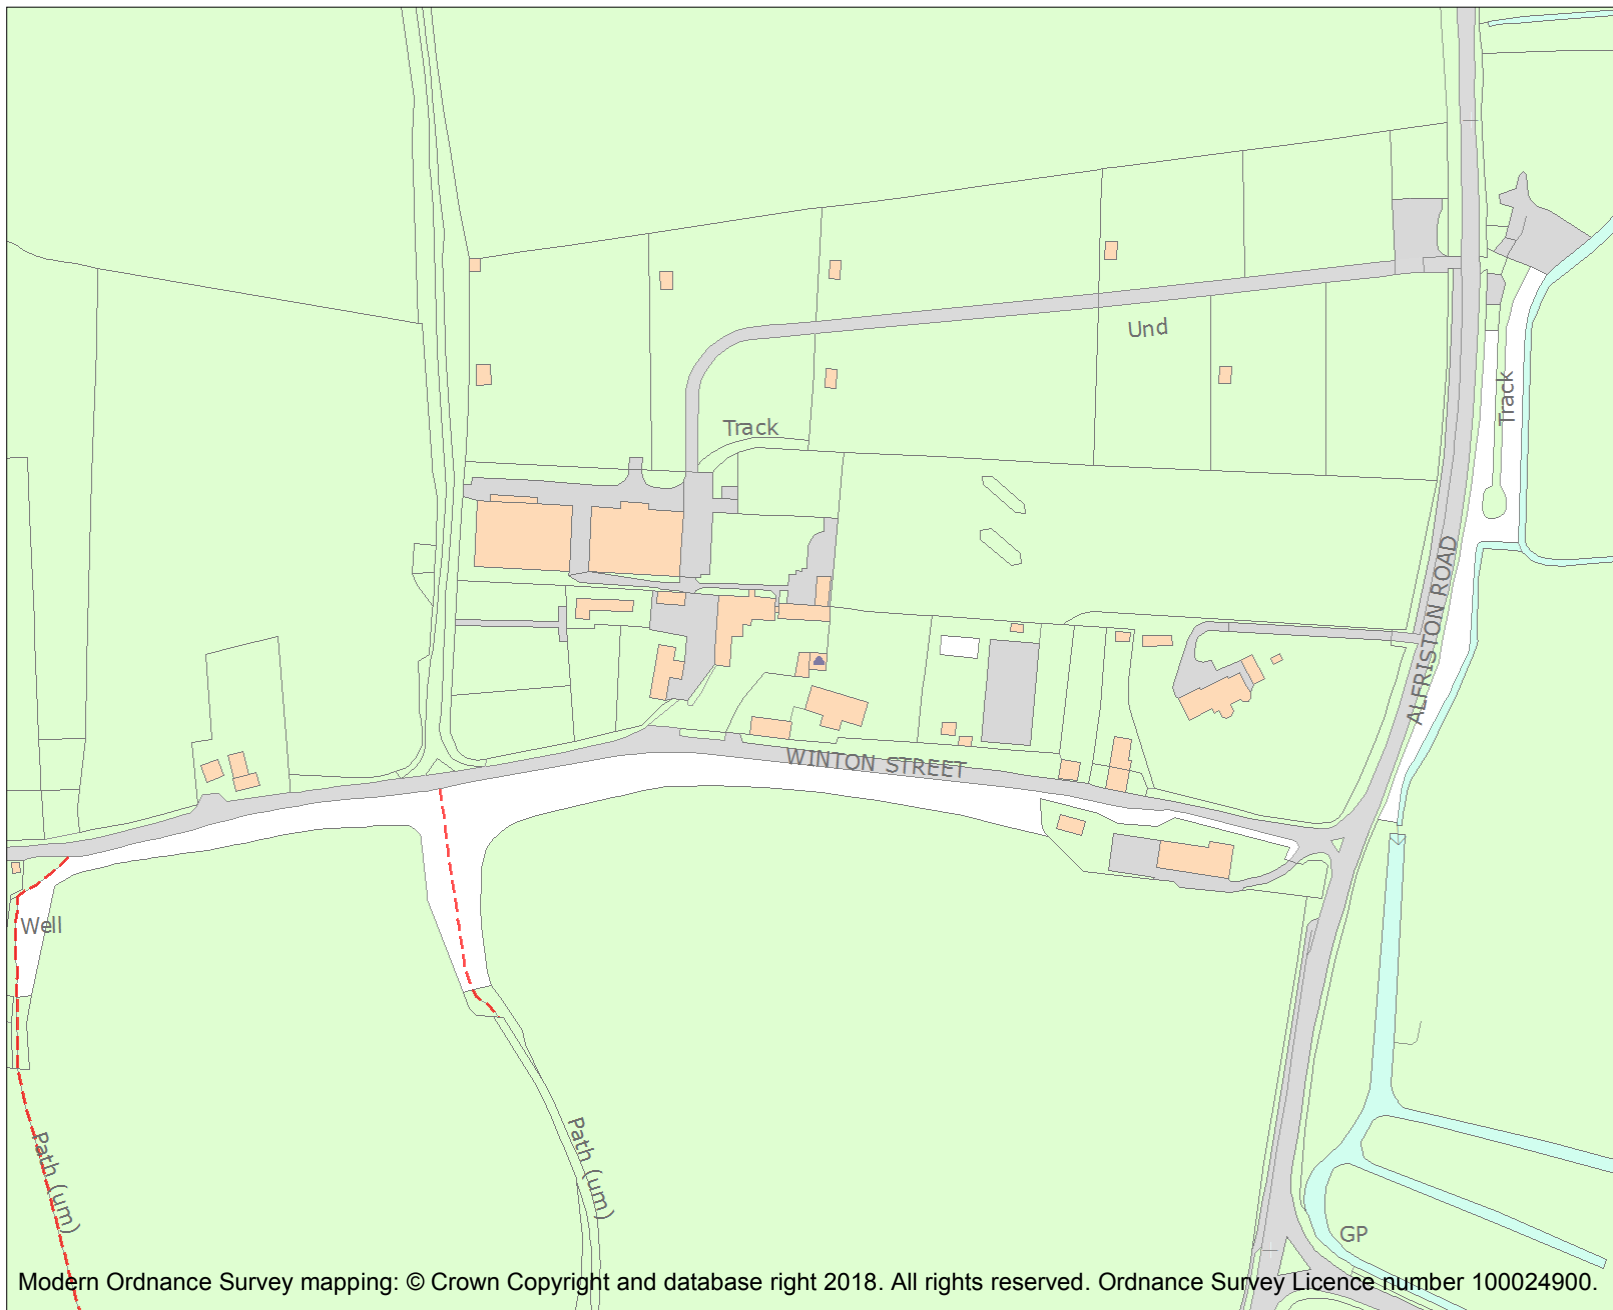 Und
Track
Track
ALFRISTON ROAD
WINTON STREET
Well
Path (um)
Path (um)
GP
Modern Ordnance Survey mapping: © Crown Copyright and database right 2018. All rights reserved. Ordnance Survey Licence number 100024900.